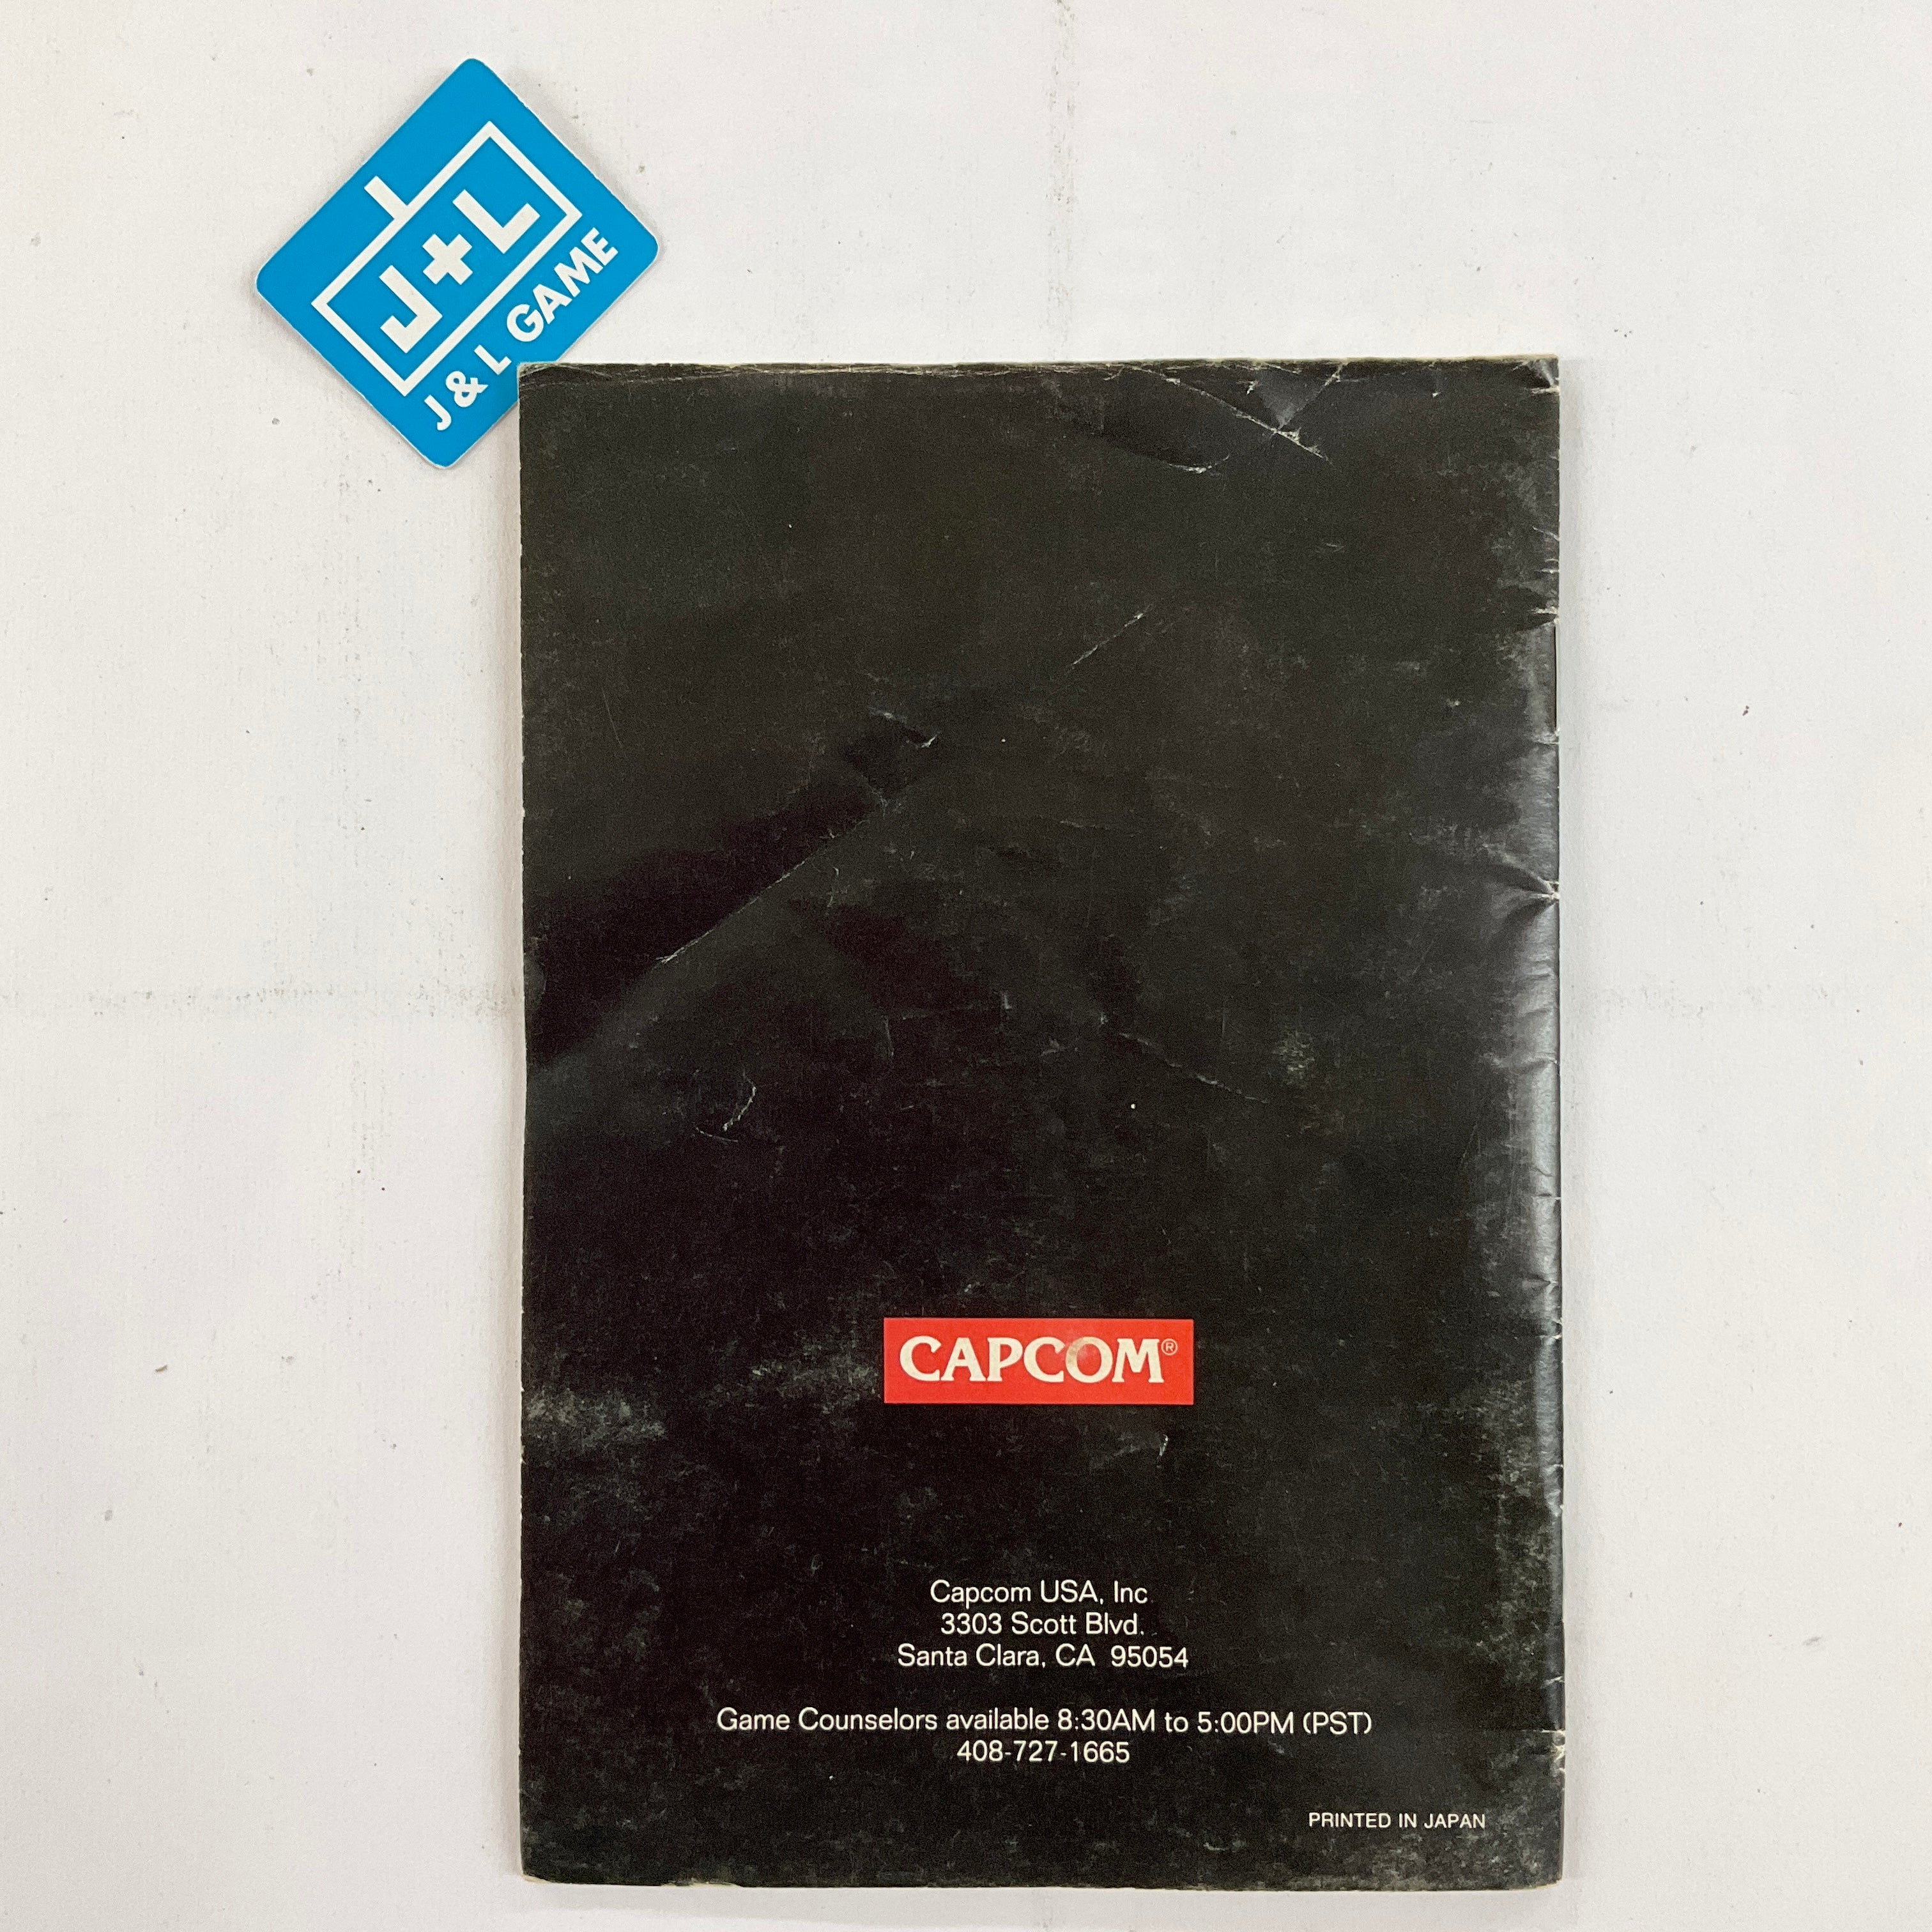 J+L
J & L GAME
CAPCOM®
Capcom USA, Inc
3303 Scott Blvd.
Santa Clara, CA 95054
Game Counselors available 8:30AM to 5:00PM (PST)
408-727-1665
PRINTED IN JAPAN